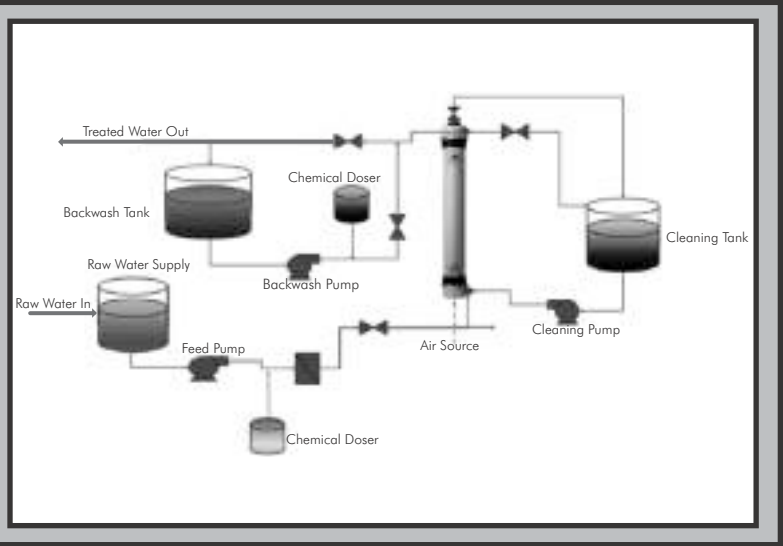 Treated Water Out
Chemical Doser
Backwash Tank
Cleaning Tank
Raw Water Supply
Backwash Pump
Raw Water In
Cleaning Pump
Feed Pump
Air Source
Chemical Doser